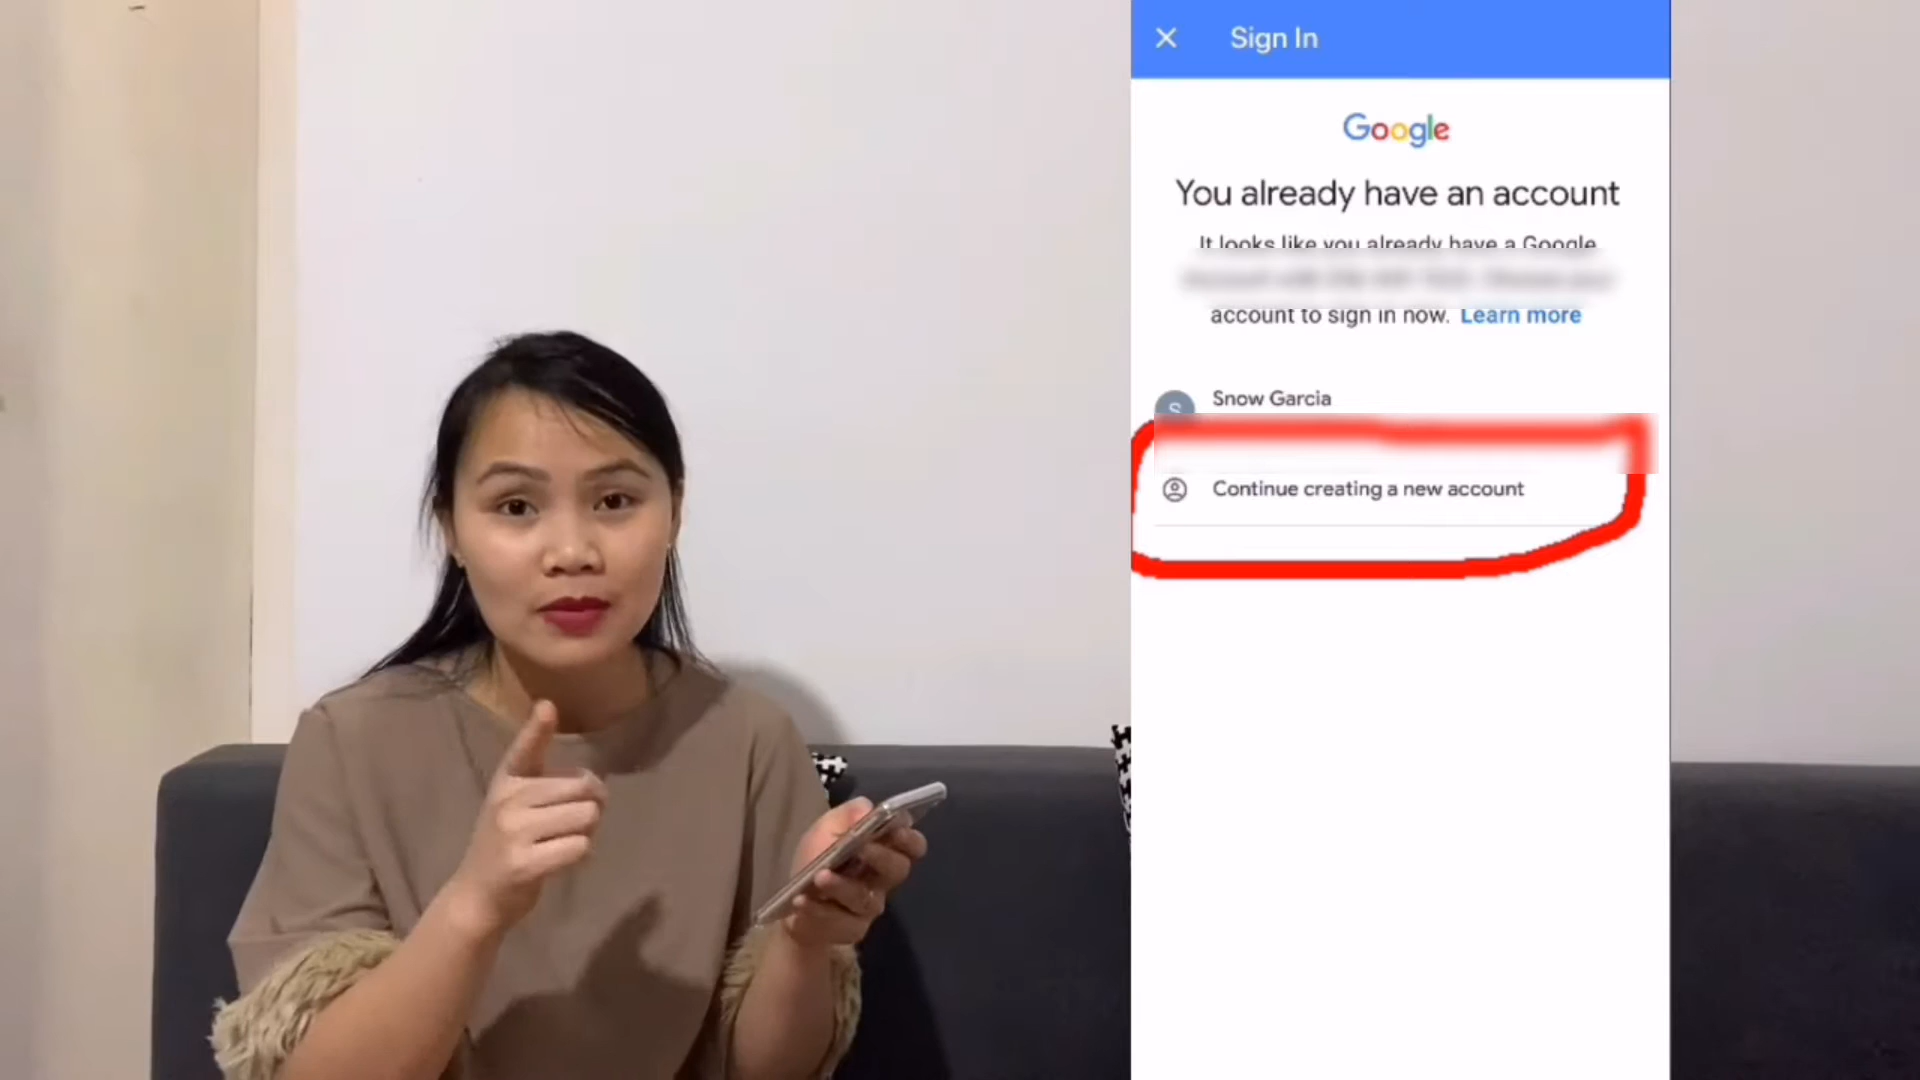 Sign In
Google
You already have an account
It looks like you already have a Google
account to sign in now. Learn more
S
Snow Garcia
Continue creating a new account